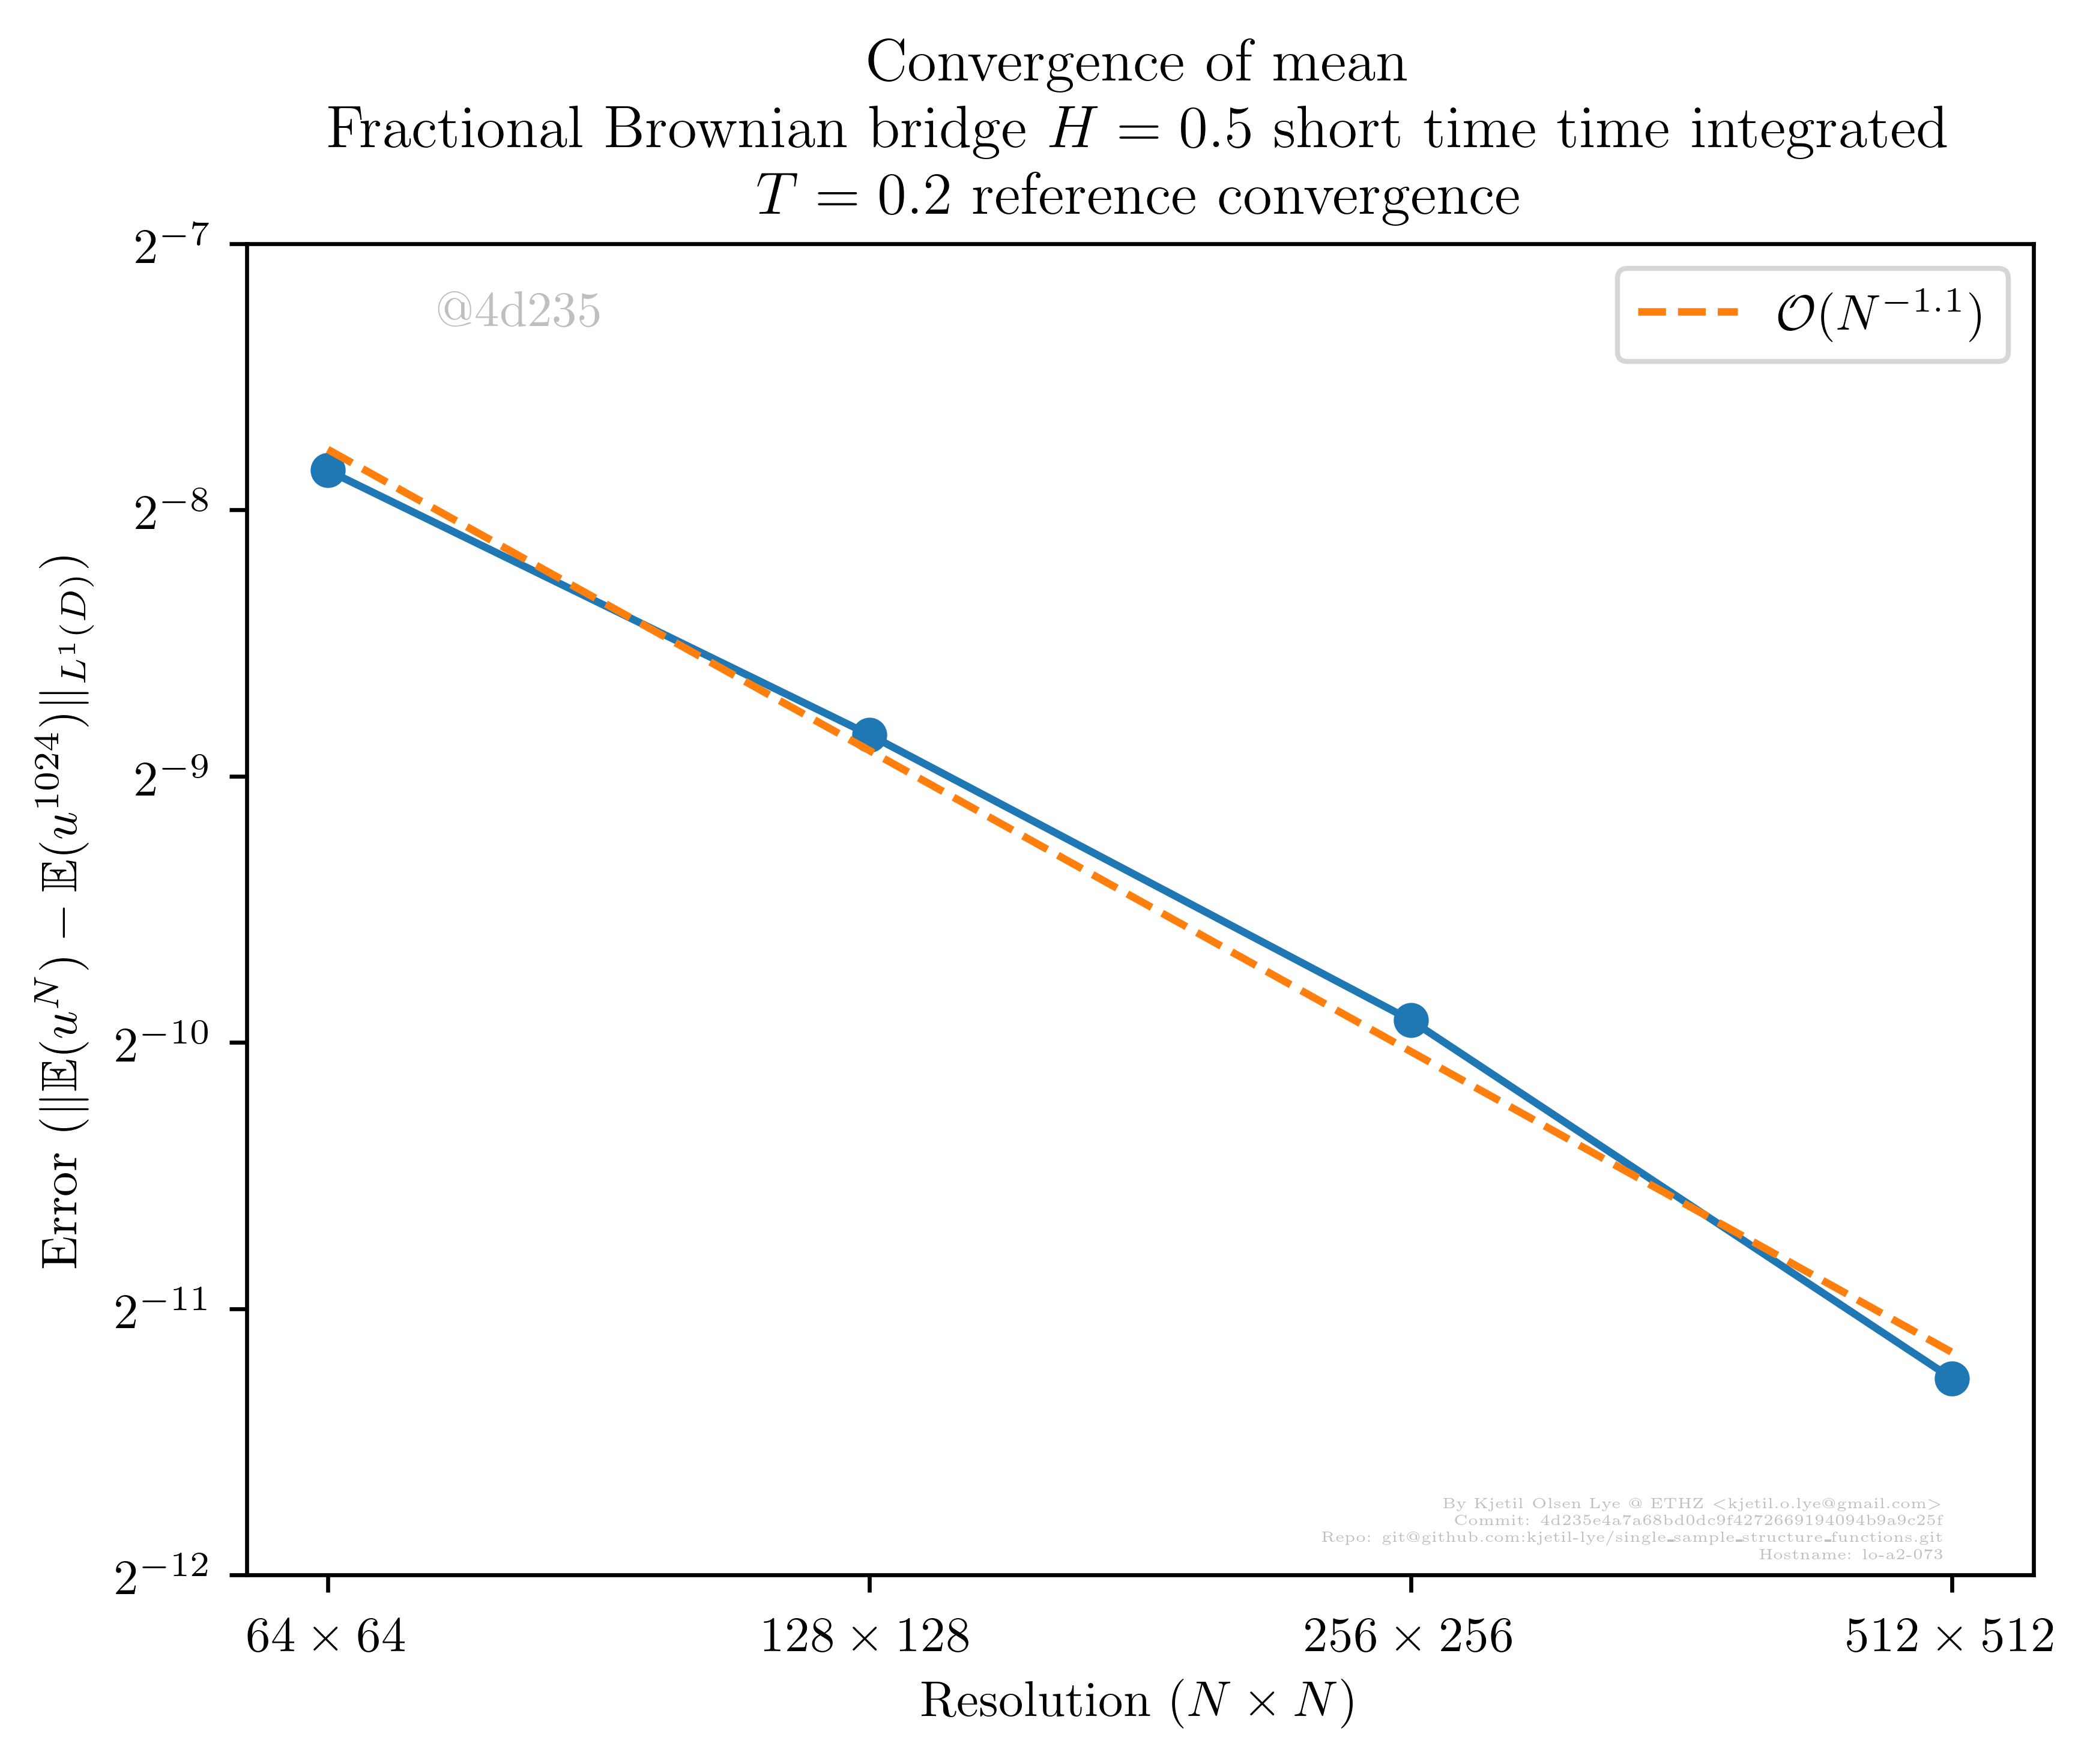 Convergence of mean
Fractional Brownian bridge H = 0.5 short time time integrated
T = 0.2 reference convergence
2⁻⁷
@4d235
𝒪(N⁻¹·¹)
2⁻⁸
2⁻⁹
2⁻¹⁰
2⁻¹¹
2⁻¹²
Error (||𝔼(u^N) − 𝔼(u^1024)||_{L^1(D)})
By Kjetil Olsen Lye @ ETHZ <kjetil.o.lye@gmail.com>
Commit: 4d235e4a7a68bd0dc9f4272669194094b9a9c25f
Repo: git@github.com:kjetil-lye/single_sample_structure_functions.git
Hostname: lo-a2-073
64 × 64
128 × 128
256 × 256
512 × 512
Resolution (N × N)